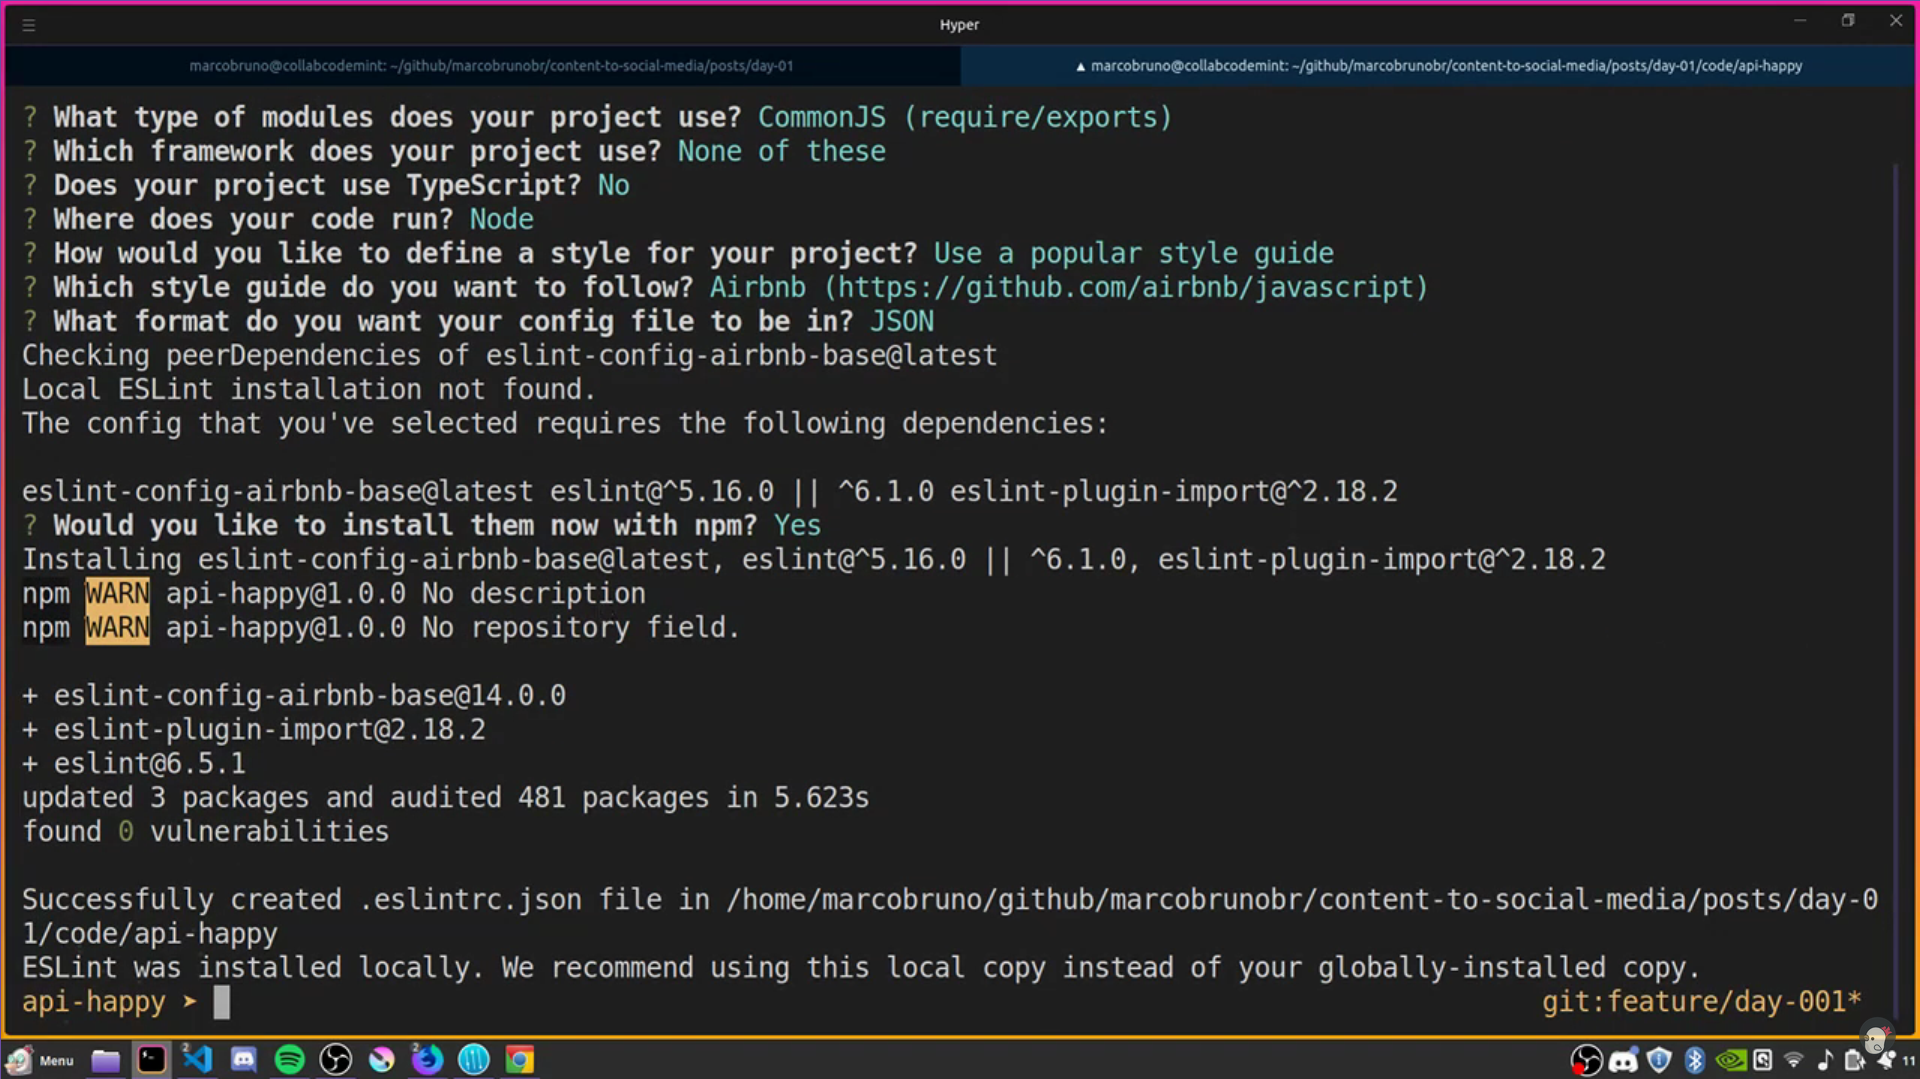 Hyper
marcobruno@collabcodemint: ~/github/marcobrunobr/content-to-social-media/posts/day-01
▲ marcobruno@collabcodemint: ~/github/marcobrunobr/content-to-social-media/posts/day-01/code/api-happy
? What type of modules does your project use? CommonJS (require/exports)
? Which framework does your project use? None of these
? Does your project use TypeScript? No
? Where does your code run? Node
? How would you like to define a style for your project? Use a popular style guide
? Which style guide do you want to follow? Airbnb (https://github.com/airbnb/javascript)
? What format do you want your config file to be in? JSON
Checking peerDependencies of eslint-config-airbnb-base@latest
Local ESLint installation not found.
The config that you've selected requires the following dependencies:
eslint-config-airbnb-base@latest eslint@^5.16.0 || ^6.1.0 eslint-plugin-import@^2.18.2
? Would you like to install them now with npm? Yes
Installing eslint-config-airbnb-base@latest, eslint@^5.16.0 || ^6.1.0, eslint-plugin-import@^2.18.2
npm WARN api-happy@1.0.0 No description
npm WARN api-happy@1.0.0 No repository field.
+ eslint-config-airbnb-base@14.0.0
+ eslint-plugin-import@2.18.2
+ eslint@6.5.1
updated 3 packages and audited 481 packages in 5.623s
found 0 vulnerabilities
Successfully created .eslintrc.json file in /home/marcobruno/github/marcobrunobr/content-to-social-media/posts/day-0
1/code/api-happy
ESLint was installed locally. We recommend using this local copy instead of your globally-installed copy.
api-happy ➤ git:feature/day-001*
Menu 2 2 11